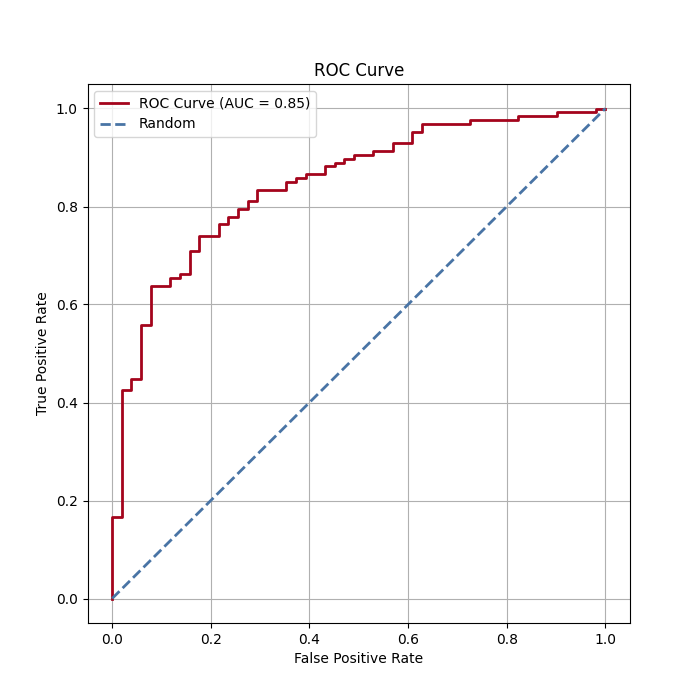 ROC Curve
ROC Curve (AUC = 0.85)
Random
True Positive Rate
1.0
0.8
0.6
0.4
0.2
0.0
0.0 0.2 0.4 0.6 0.8 1.0
False Positive Rate